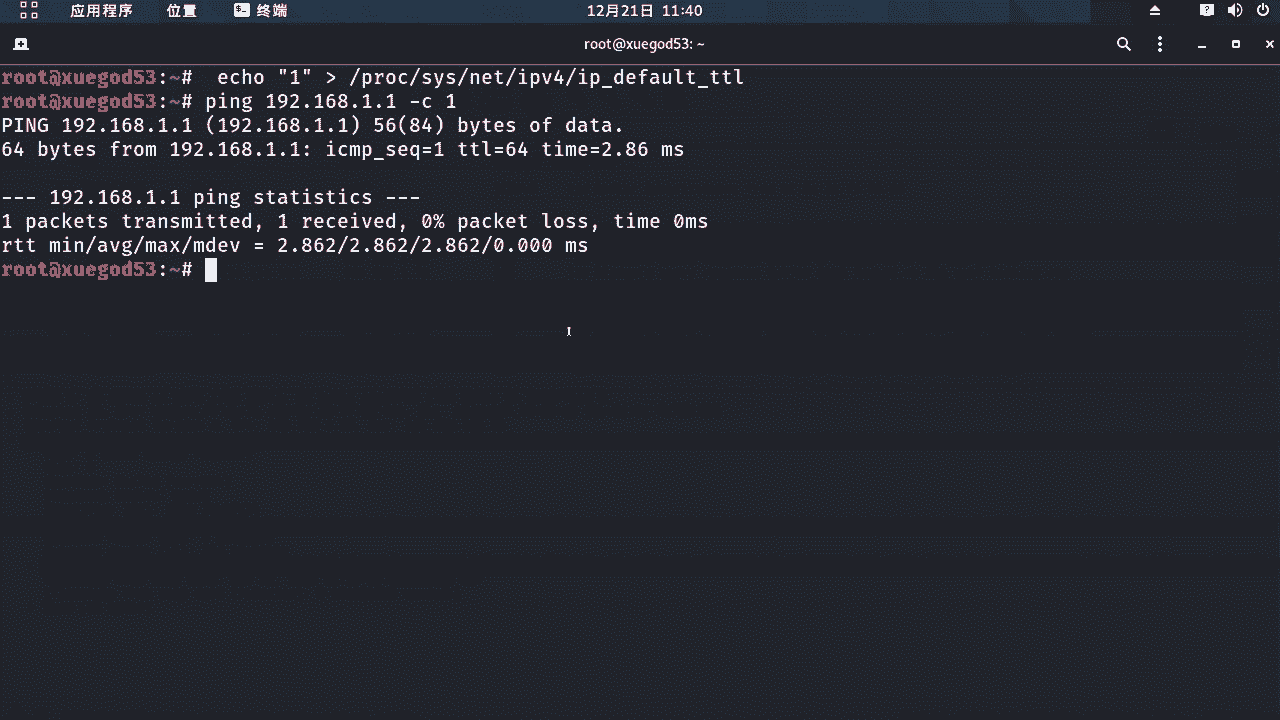 应用程序 位置 终端 12月21日 11:40
root@xuegod53: ~
root@xuegod53:~#  echo "1" > /proc/sys/net/ipv4/ip_default_ttl
root@xuegod53:~# ping 192.168.1.1 -c 1
PING 192.168.1.1 (192.168.1.1) 56(84) bytes of data.
64 bytes from 192.168.1.1: icmp_seq=1 ttl=64 time=2.86 ms
--- 192.168.1.1 ping statistics ---
1 packets transmitted, 1 received, 0% packet loss, time 0ms
rtt min/avg/max/mdev = 2.862/2.862/2.862/0.000 ms
root@xuegod53:~#